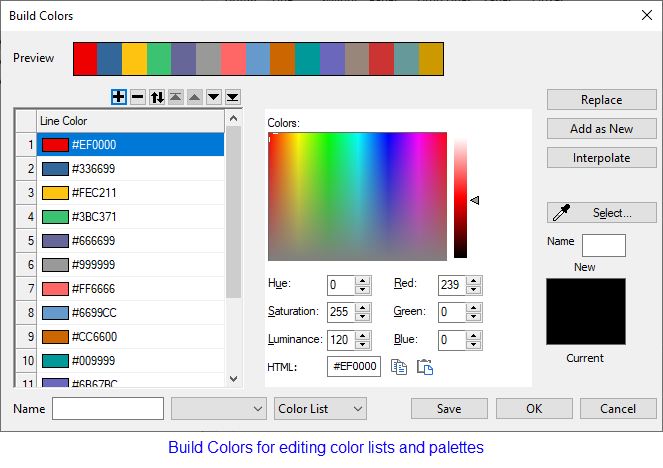 Build Colors
Preview
Line Color
1 #EF0000
2 #336699
3 #FEC211
4 #3BC371
5 #666699
6 #999999
7 #FF6666
8 #6699CC
9 #CC6600
10 #009999
11 #6B67BC
Colors:
Hue: 0 Red: 239
Saturation: 255 Green: 0
Luminance: 120 Blue: 0
HTML: #EF0000
Replace
Add as New
Interpolate
Select...
Name
New
Current
Name Color List Save OK Cancel
Build Colors for editing color lists and palettes